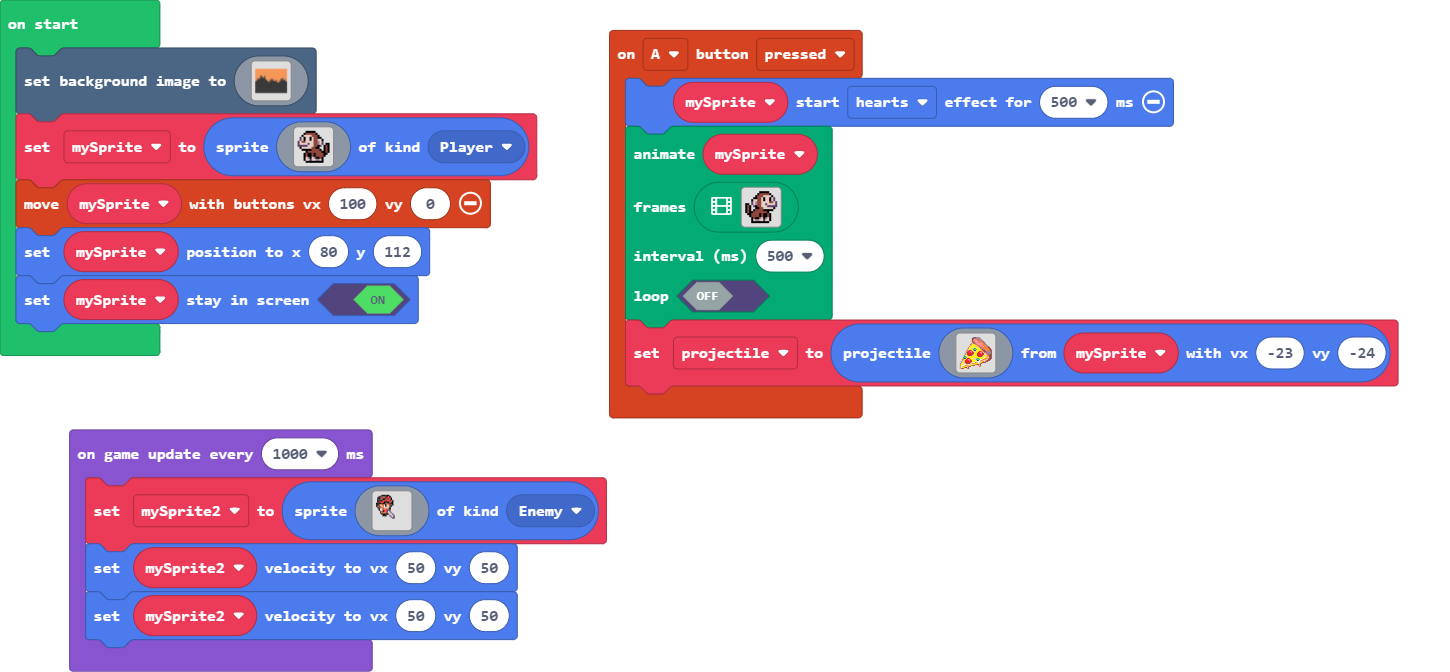 on start
set background image to
set mySprite to sprite of kind Player
move mySprite with buttons vx 100 vy 0
set mySprite position to x 80 y 112
set mySprite stay in screen ON
on A button pressed
mySprite start hearts effect for 500 ms
animate mySprite
frames
interval (ms) 500
loop OFF
set projectile to projectile from mySprite with vx -23 vy -24
on game update every 1000 ms
set mySprite2 to sprite of kind Enemy
set mySprite2 velocity to vx 50 vy 50
set mySprite2 velocity to vx 50 vy 50